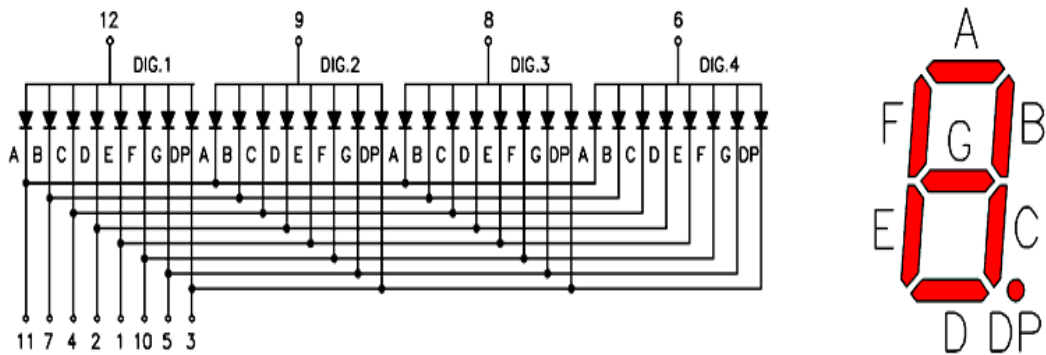 12 9 8 6
DIG.1 DIG.2 DIG.3 DIG.4
A B C D E F G DP A B C D E F G DP A B C D E F G DP A B C D E F G DP
11 7 4 2 1 10 5 3
A
F B
G
E C
D DP